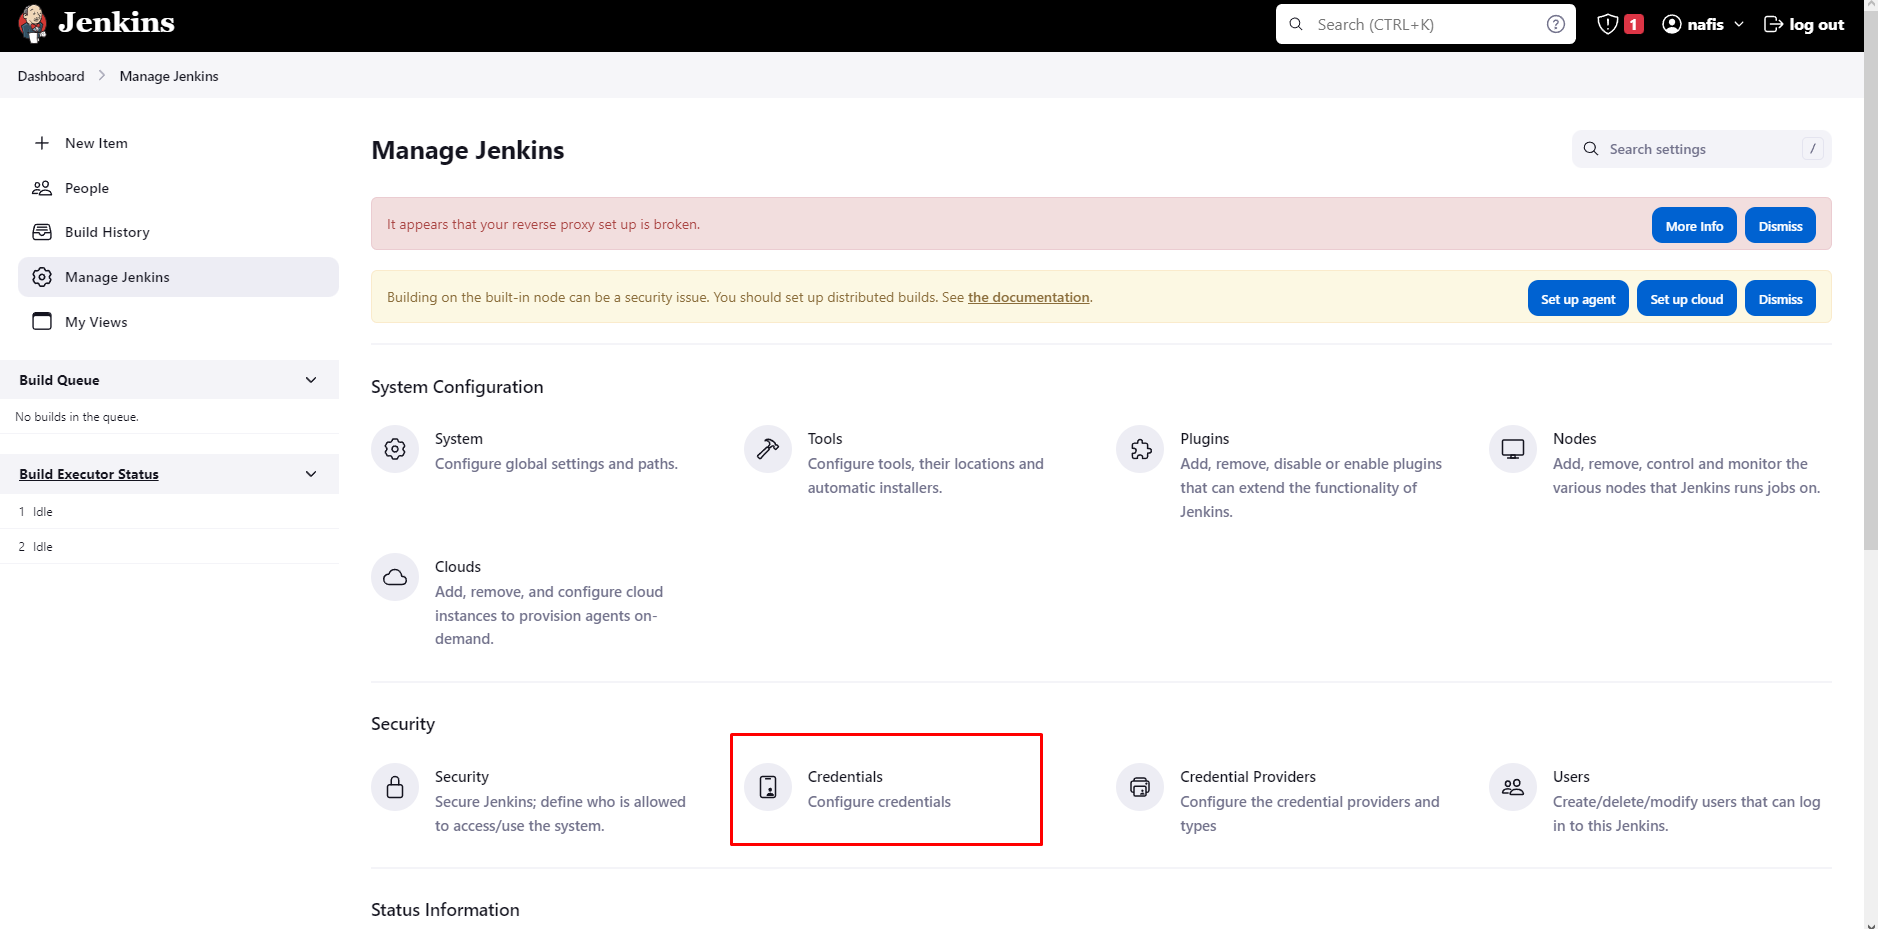 Jenkins
Search (CTRL+K)
?
1
nafis
log out
Dashboard
Manage Jenkins
New Item
People
Build History
Manage Jenkins
My Views
Build Queue
No builds in the queue.
Build Executor Status
1 Idle
2 Idle
Manage Jenkins
Search settings
/
It appears that your reverse proxy set up is broken.
More Info
Dismiss
Building on the built-in node can be a security issue. You should set up distributed builds. See the documentation.
Set up agent
Set up cloud
Dismiss
System Configuration
System
Configure global settings and paths.
Tools
Configure tools, their locations and
automatic installers.
Plugins
Add, remove, disable or enable plugins
that can extend the functionality of
Jenkins.
Nodes
Add, remove, control and monitor the
various nodes that Jenkins runs jobs on.
Clouds
Add, remove, and configure cloud
instances to provision agents on-
demand.
Security
Security
Secure Jenkins; define who is allowed
to access/use the system.
Credentials
Configure credentials
Credential Providers
Configure the credential providers and
types
Users
Create/delete/modify users that can log
in to this Jenkins.
Status Information